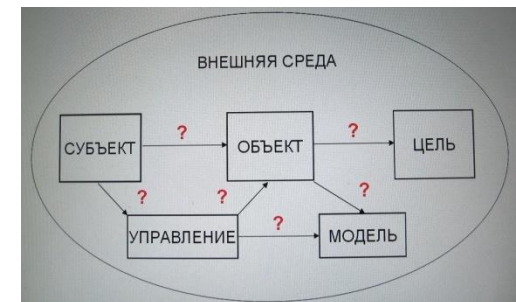 ВНЕШНЯЯ СРЕДА
СУБЪЕКТ
?
ОБЪЕКТ
?
ЦЕЛЬ
?
?
?
УПРАВЛЕНИЕ
?
МОДЕЛЬ